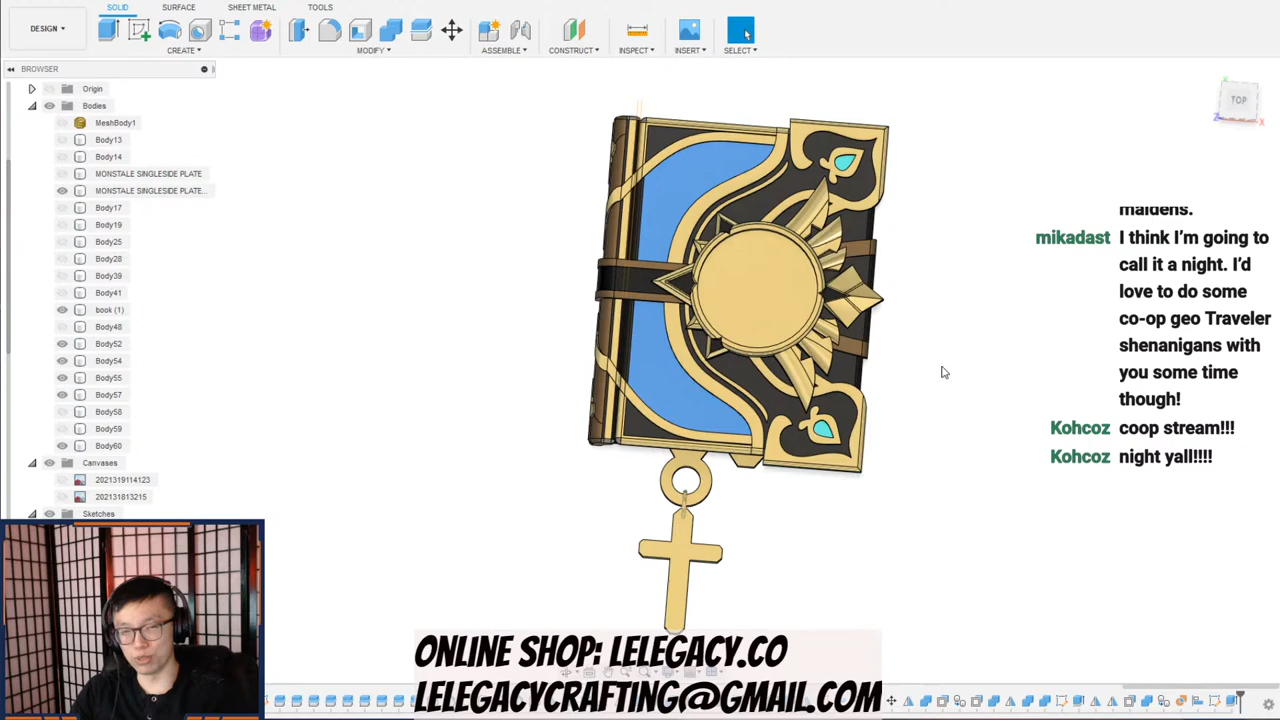 SOLID SURFACE SHEET METAL TOOLS
DESIGN ▾
CREATE ▾ MODIFY ▾ ASSEMBLE ▾ CONSTRUCT ▾ INSPECT ▾ INSERT ▾ SELECT ▾
BROWSER
Origin
Bodies
MeshBody1
Body13
Body14
MONSTALE SINGLESIDE PLATE
MONSTALE SINGLESIDE PLATE...
Body17
Body19
Body25
Body28
Body39
Body41
book (1)
Body48
Body52
Body54
Body55
Body57
Body58
Body59
Body60
Canvases
2021319114123
202131813215
Sketches
TOP
Z
X
maidens.
mikadast I think I'm going to
call it a night. I'd
love to do some
co-op geo Traveler
shenanigans with
you some time
though!
Kohcoz coop stream!!!
Kohcoz night yall!!!!
ONLINE SHOP: LELEGACY.CO
LELEGACYCRAFTING@GMAIL.COM